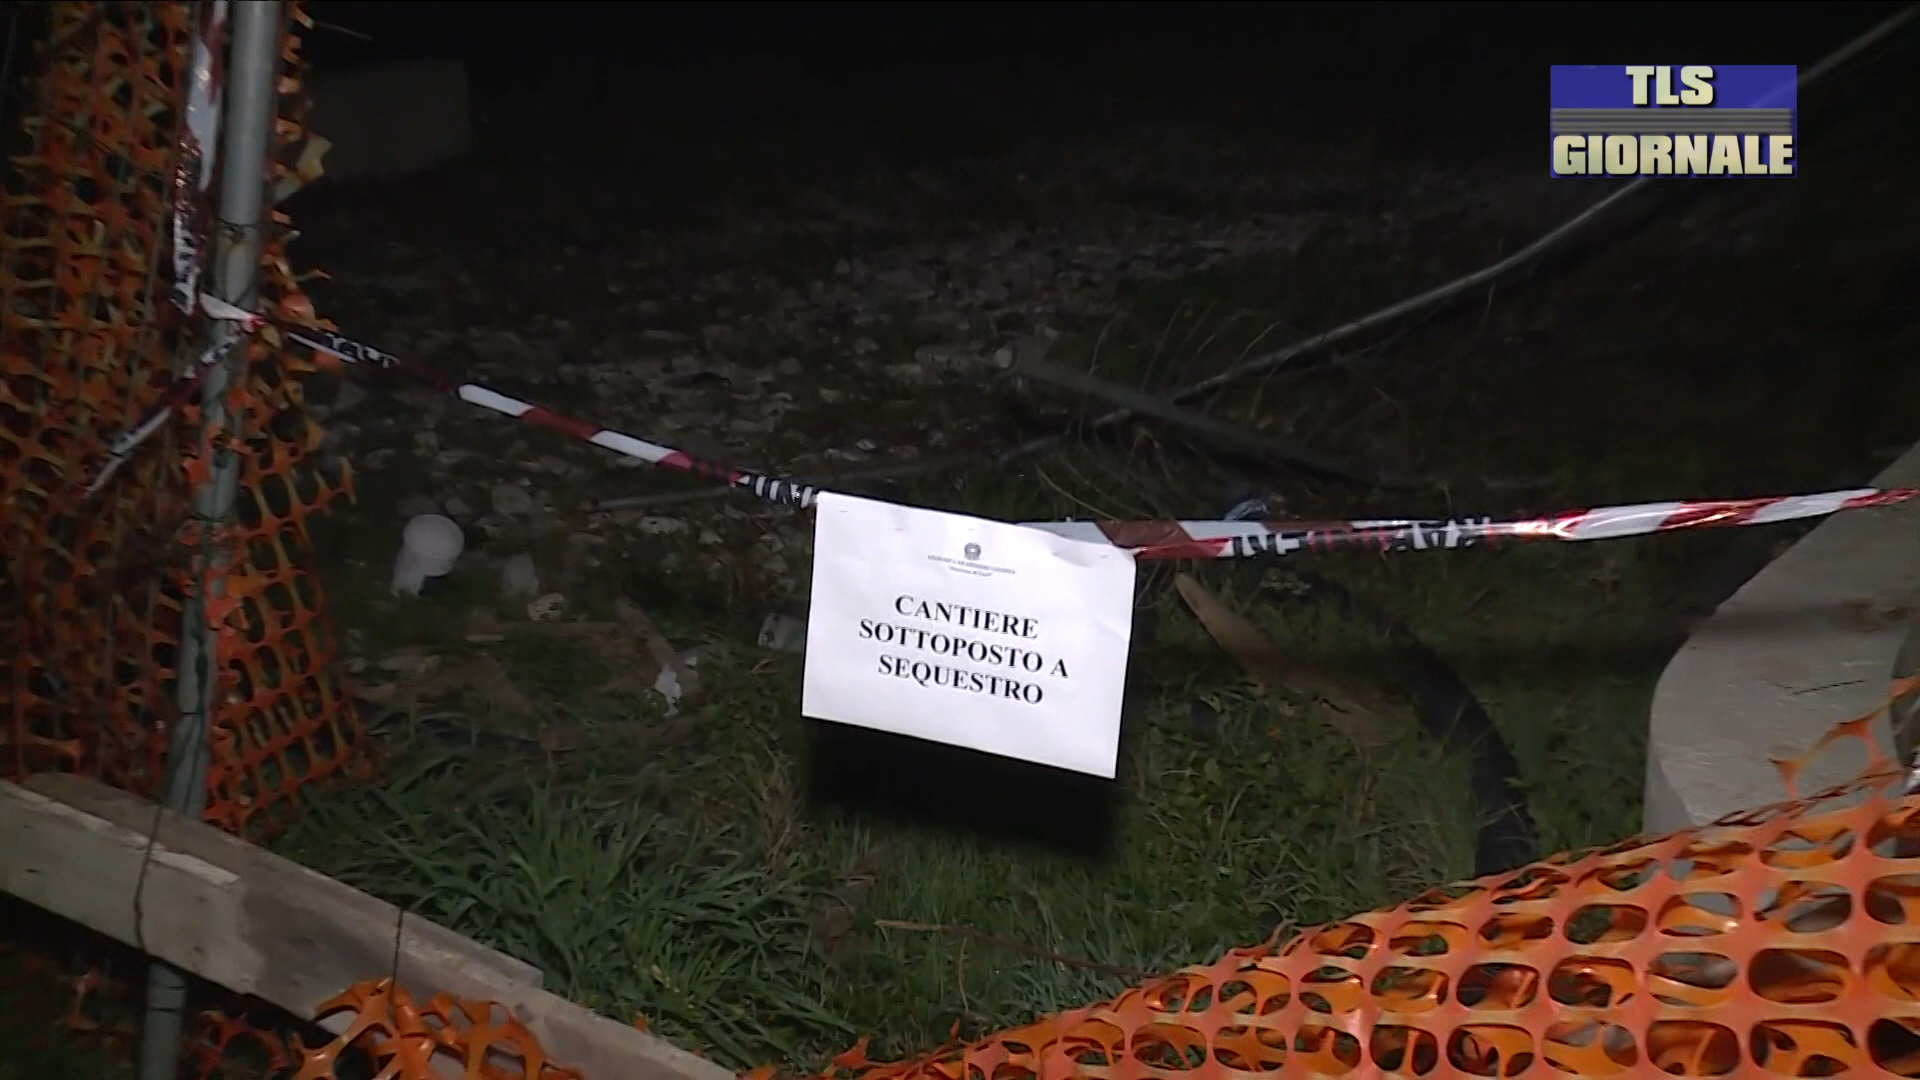 TLS
GIORNALE
CANTIERE
SOTTOPOSTO A
SEQUESTRO